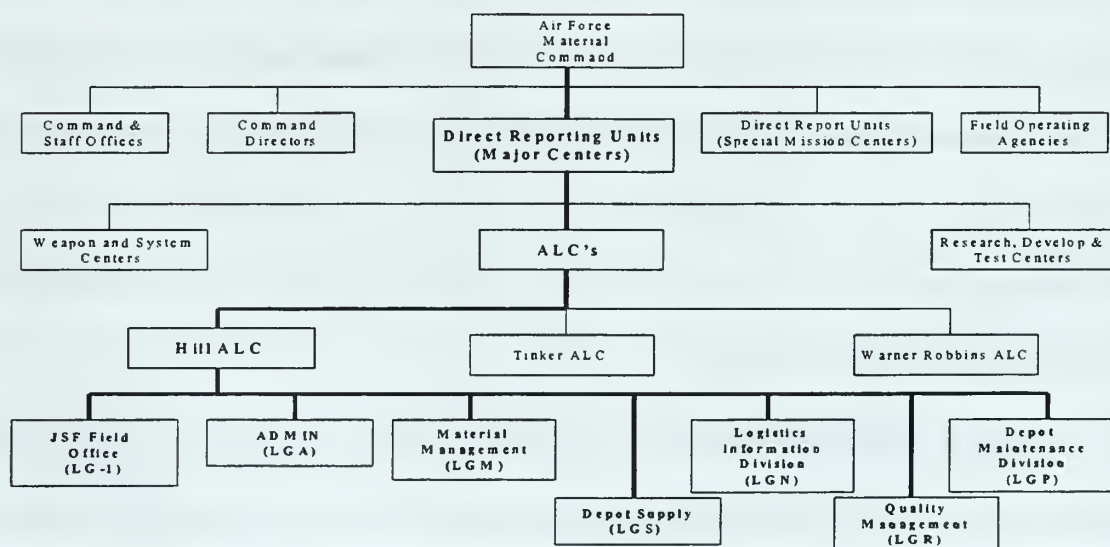 Air Force
Material
Command
Command &
Staff Offices
Command
Directors
Direct Reporting Units
(Major Centers)
Direct Report Units
(Special Mission Centers)
Field Operating
Agencies
Weapon and System
Centers
ALC's
Research, Develop &
Test Centers
Hill ALC
Tinker ALC
Warner Robbins ALC
JSF Field
Office
(LG-1)
ADMIN
(LGA)
Material
Management
(LGM)
Depot Supply
(LGS)
Logistics
Information
Division
(LGN)
Quality
Management
(LGR)
Depot
Maintenance
Division
(LGP)